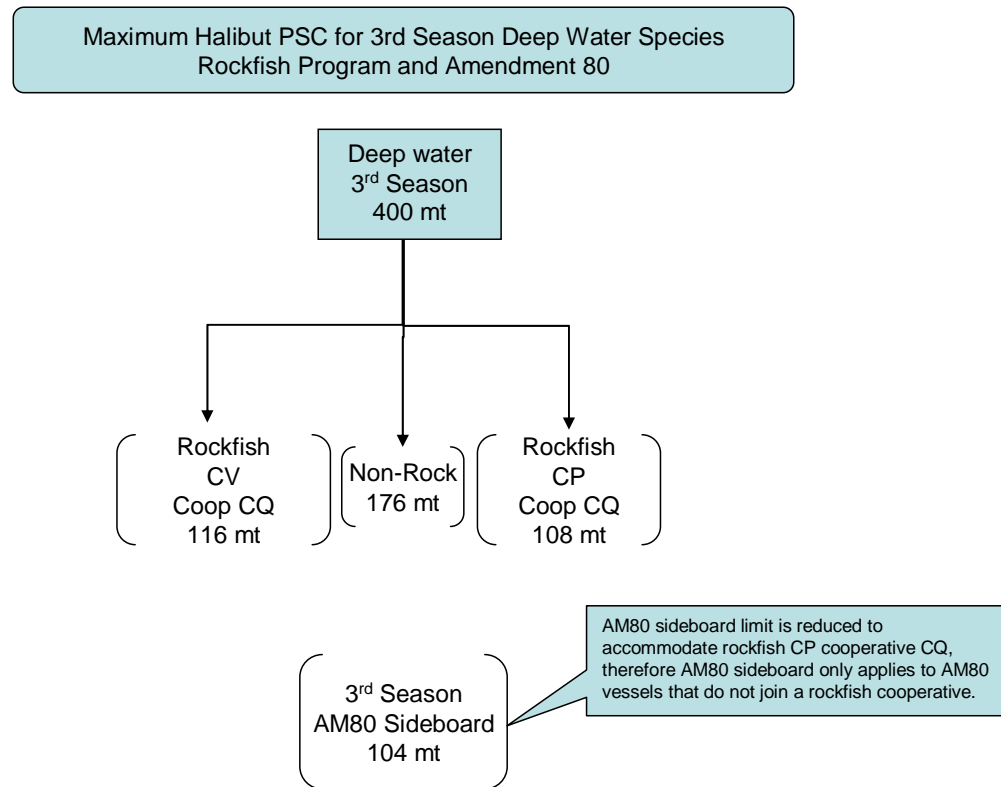 Maximum Halibut PSC for 3rd Season Deep Water Species
Rockfish Program and Amendment 80
Deep water
3rd Season
400 mt
Rockfish
CV
Coop CQ
116 mt
Non-Rock
176 mt
Rockfish
CP
Coop CQ
108 mt
AM80 sideboard limit is reduced to
accommodate rockfish CP cooperative CQ,
therefore AM80 sideboard only applies to AM80
vessels that do not join a rockfish cooperative.
3rd Season
AM80 Sideboard
104 mt